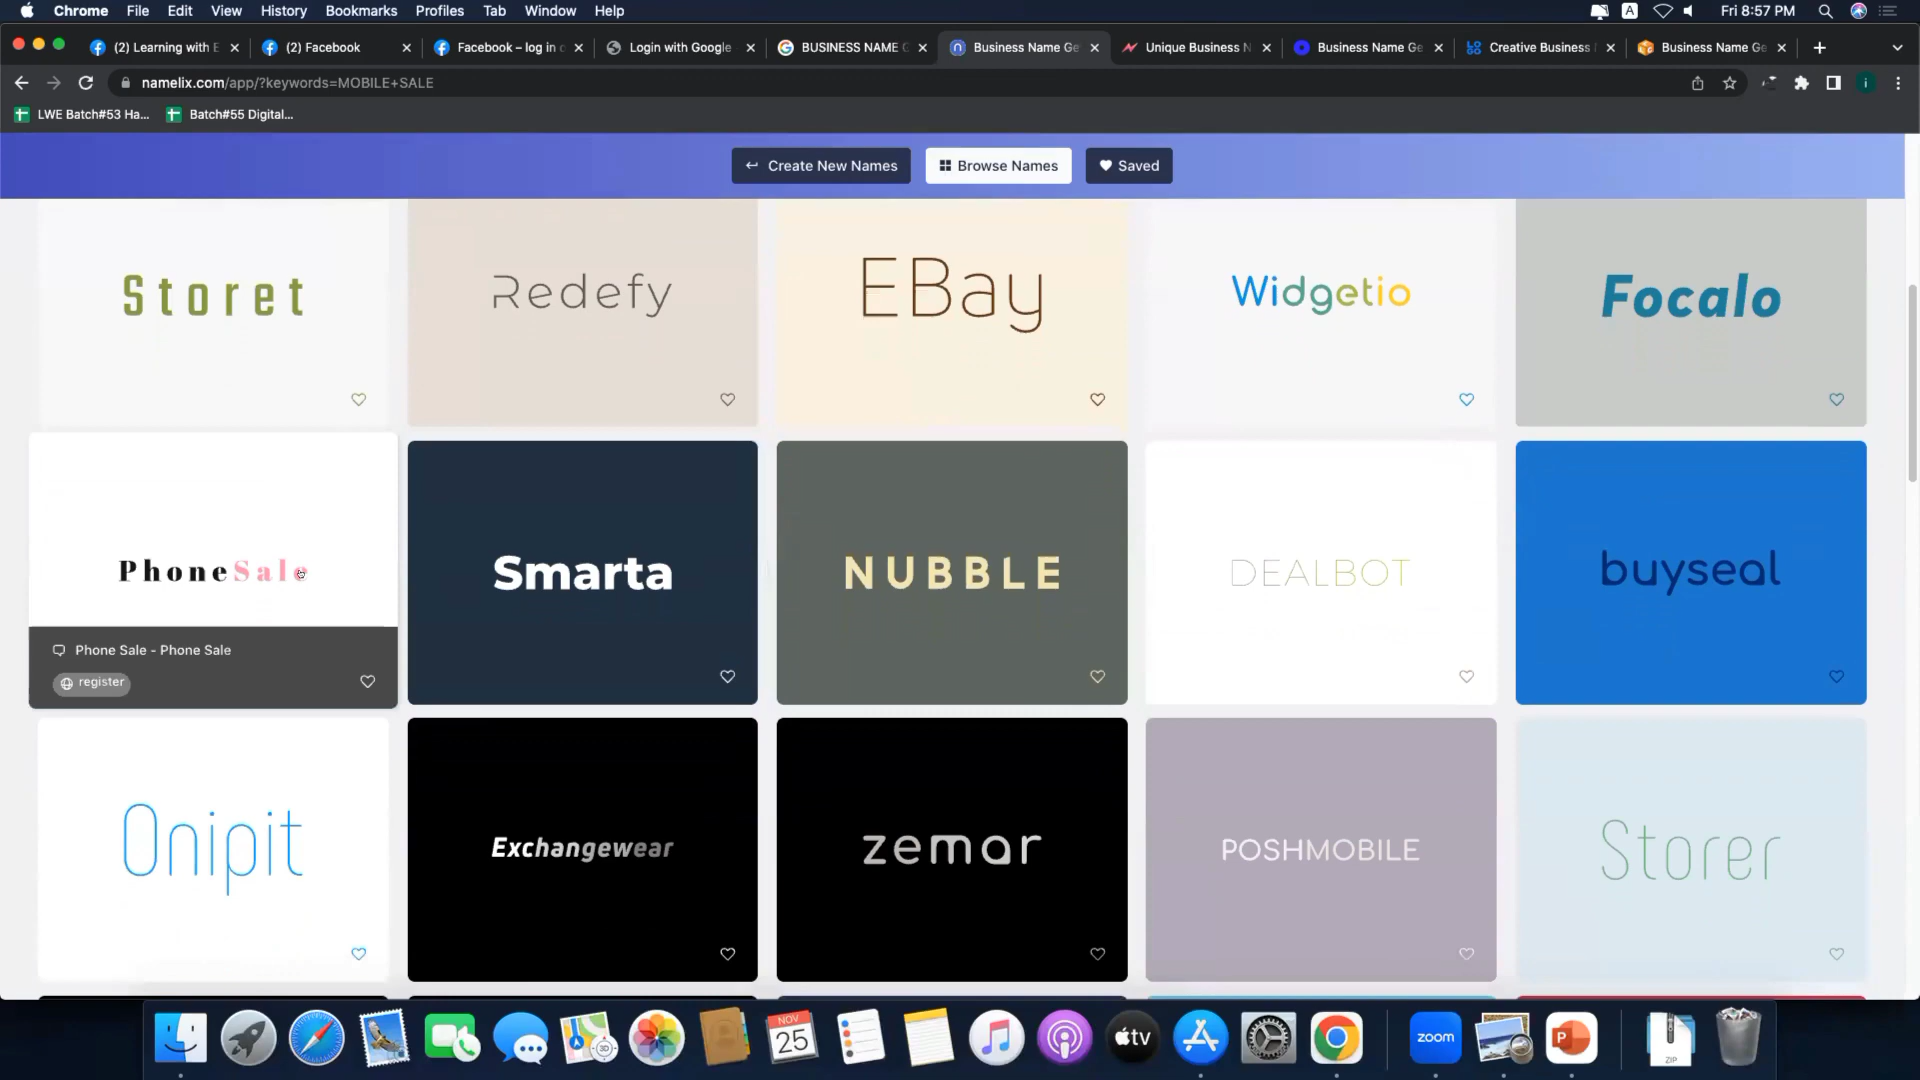 Chrome File Edit View History Bookmarks Profiles Tab Window Help A Fri 8:57 PM
(2) Learning with E (2) Facebook Facebook – log in o Login with Google BUSINESS NAME G Business Name Ge Unique Business N Business Name Ge Creative Business Business Name Ge
namelix.com/app/?keywords=MOBILE+SALE i
LWE Batch#53 Ha... Batch#55 Digital...
Create New Names Browse Names Saved
Storet Redefy EBay Widgetio Focalo
PhoneSale Smarta NUBBLE DEALBOT buyseal
Phone Sale - Phone Sale
register
Onipit Exchangewear zemar POSHMOBILE Storer
NOV
25
tv
zoom
P
ZIP